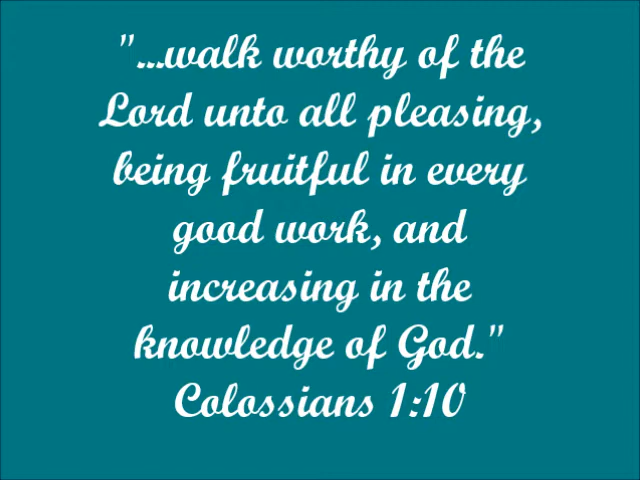 "...walk worthy of the
Lord unto all pleasing,
being fruitful in every
good work, and
increasing in the
knowledge of God."
Colossians 1:10